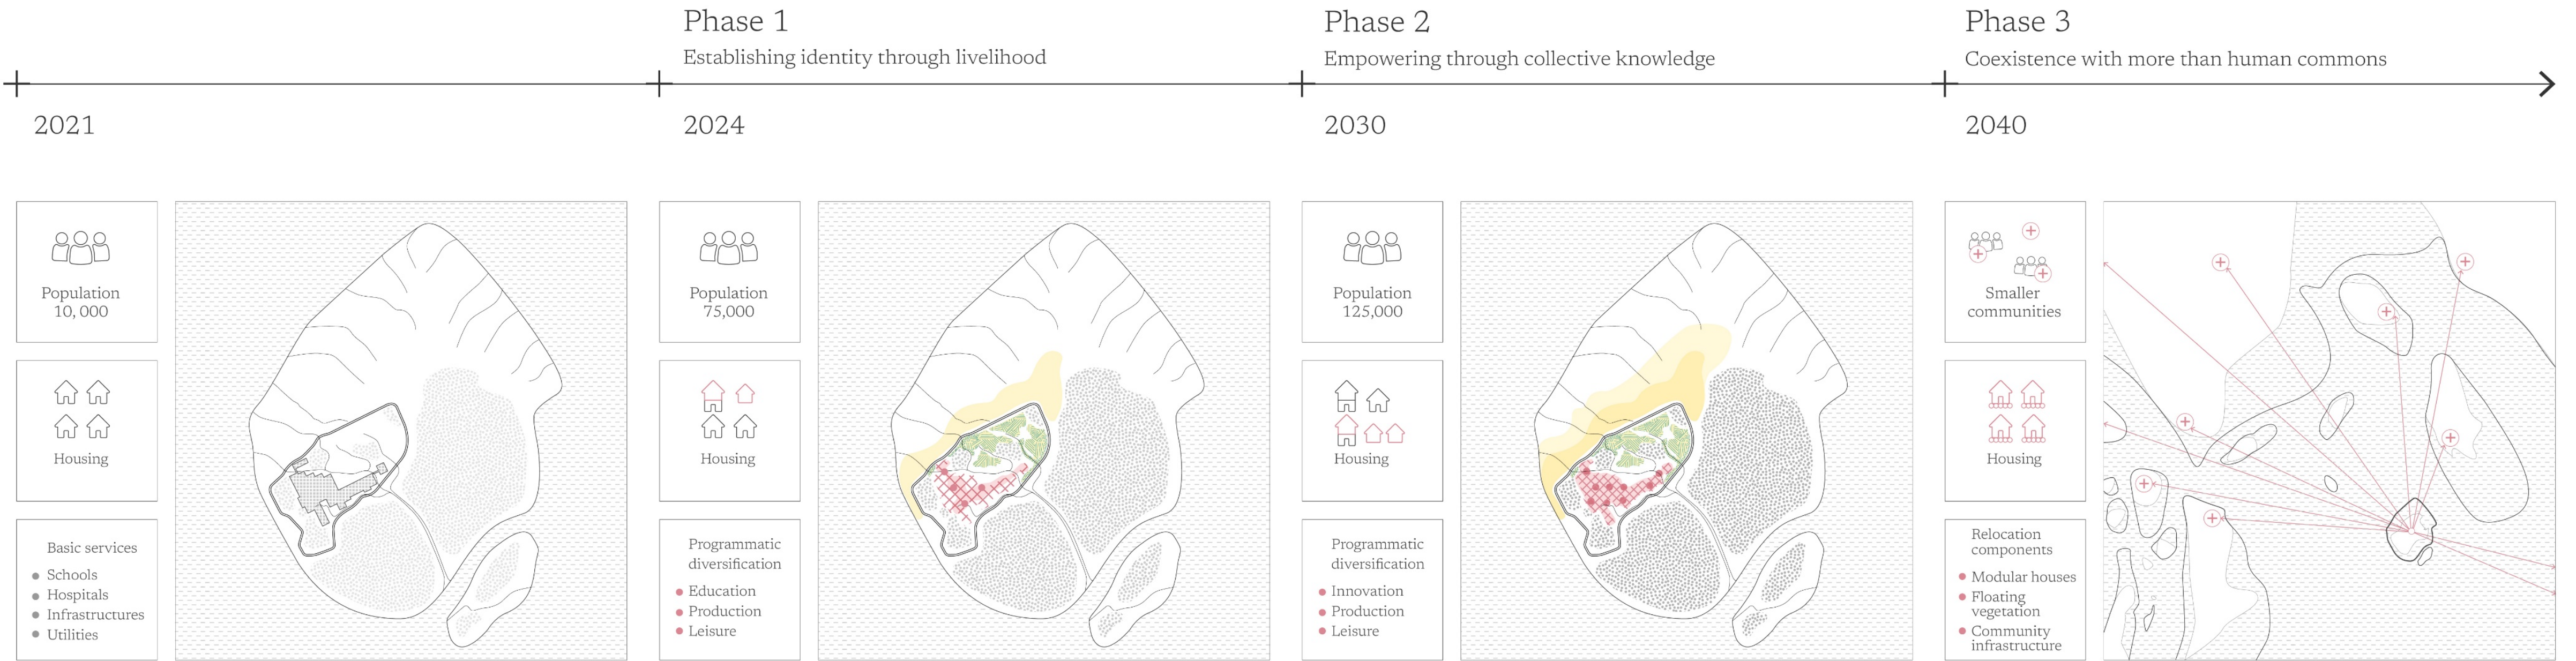 Phase 1
Establishing identity through livelihood
Phase 2
Empowering through collective knowledge
Phase 3
Coexistence with more than human commons
2021
2024
2030
2040
Population
10, 000
Housing
Basic services
Schools
Hospitals
Infrastructures
Utilities
Population
75,000
Housing
Programmatic
diversification
Education
Production
Leisure
Population
125,000
Housing
Programmatic
diversification
Innovation
Production
Leisure
Smaller
communities
Housing
Relocation
components
Modular houses
Floating
vegetation
Community
infrastructure